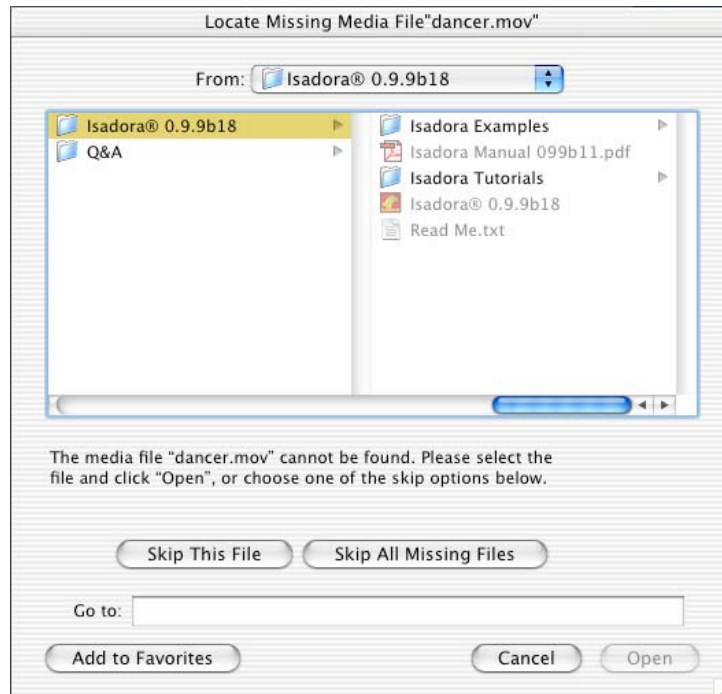 Locate Missing Media File"dancer.mov"
From: Isadora® 0.9.9b18
Isadora® 0.9.9b18
Q&A
Isadora Examples
Isadora Manual 099b11.pdf
Isadora Tutorials
Isadora® 0.9.9b18
Read Me.txt
The media file “dancer.mov” cannot be found. Please select the
file and click “Open”, or choose one of the skip options below.
Skip This File Skip All Missing Files
Go to:
Add to Favorites Cancel Open